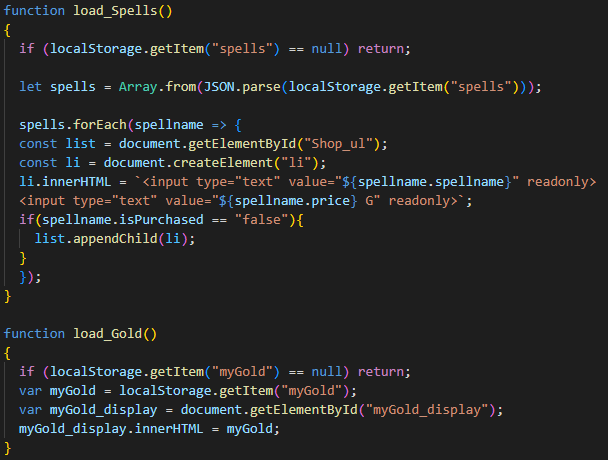 function load_Spells()
{
  if (localStorage.getItem("spells") == null) return;

  let spells = Array.from(JSON.parse(localStorage.getItem("spells")));

  spells.forEach(spellname => {
  const list = document.getElementById("Shop_ul");
  const li = document.createElement("li");
  li.innerHTML = `<input type="text" value="${spellname.spellname}" readonly>
  <input type="text" value="${spellname.price} G" readonly>`;
  if(spellname.isPurchased == "false"){
    list.appendChild(li);
  }
  });
}

function load_Gold()
{
  if (localStorage.getItem("myGold") == null) return;
  var myGold = localStorage.getItem("myGold");
  var myGold_display = document.getElementById("myGold_display");
  myGold_display.innerHTML = myGold;
}